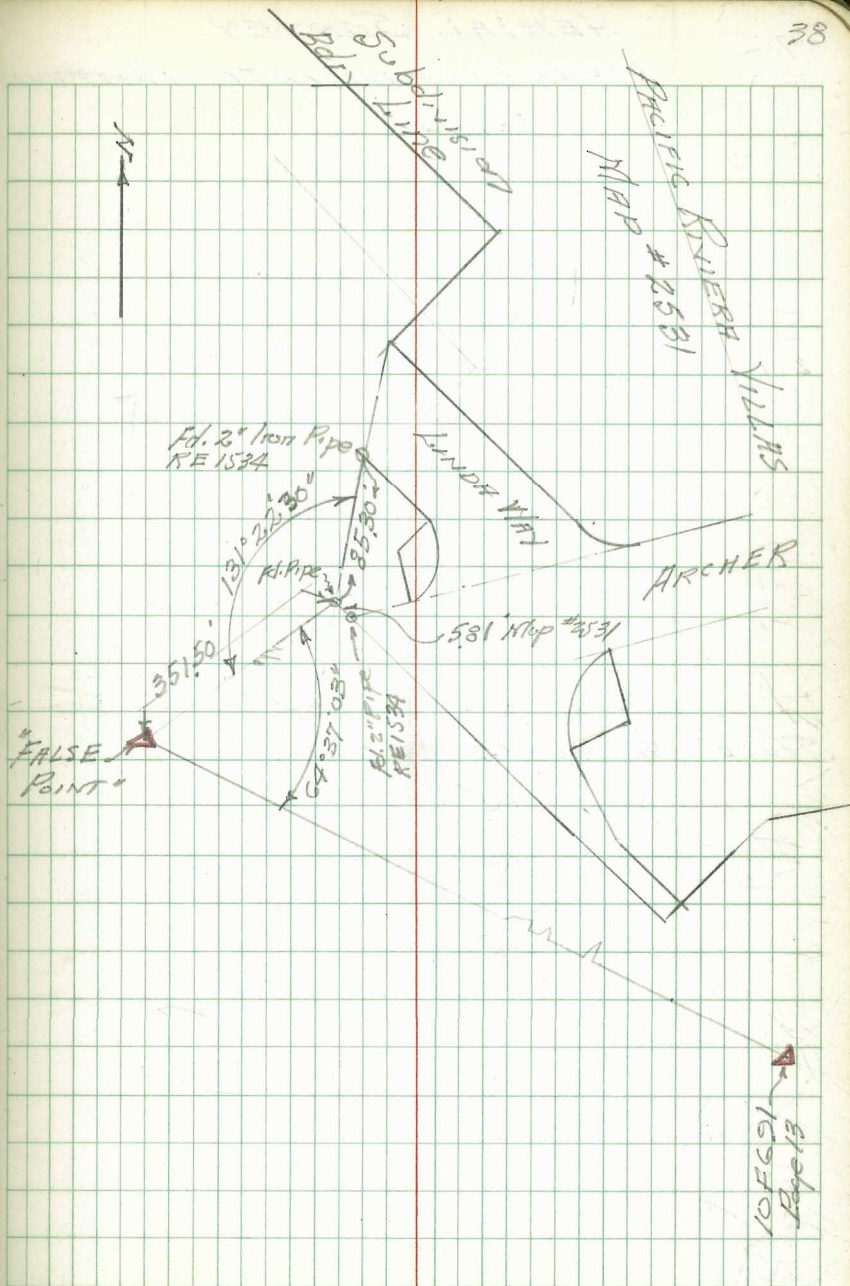 38
Subdivision
Bdry Line
PACIFIC RIVIERA VILLAS
MAP # 2531
N
Fd. 2" Iron Pipe
RE 1534
LINDA WAY
131° 22' 30"
85.30'
Fd. Pipe
ARCHER
5.81' Map #2531
351.50'
64° 37' 03"
Fd. 2" Pipe
RE 1534
"FALSE
POINT"
Page 13